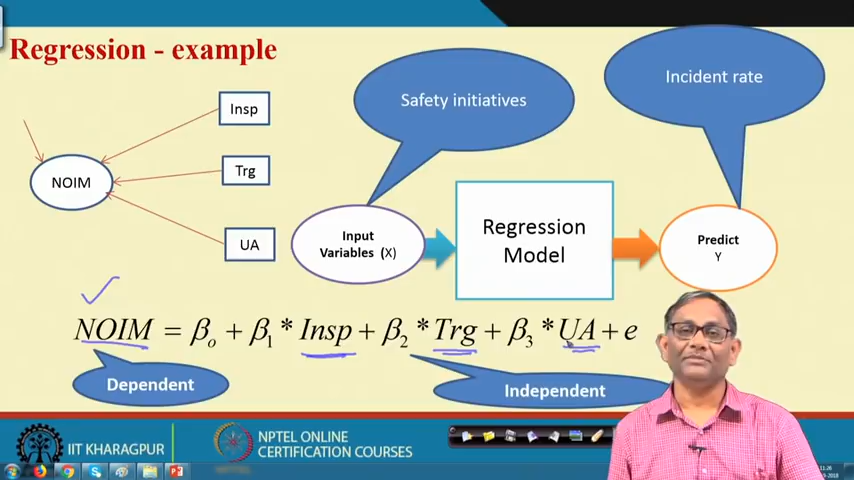 Regression - example
Insp
Trg
UA
NOIM
Safety initiatives
Incident rate
Input
Variables (X)
Regression
Model
Predict
Y
NOIM = βo + β1 * Insp + β2 * Trg + β3 * UA + e
Dependent
Independent
IIT KHARAGPUR
NPTEL ONLINE
CERTIFICATION COURSES